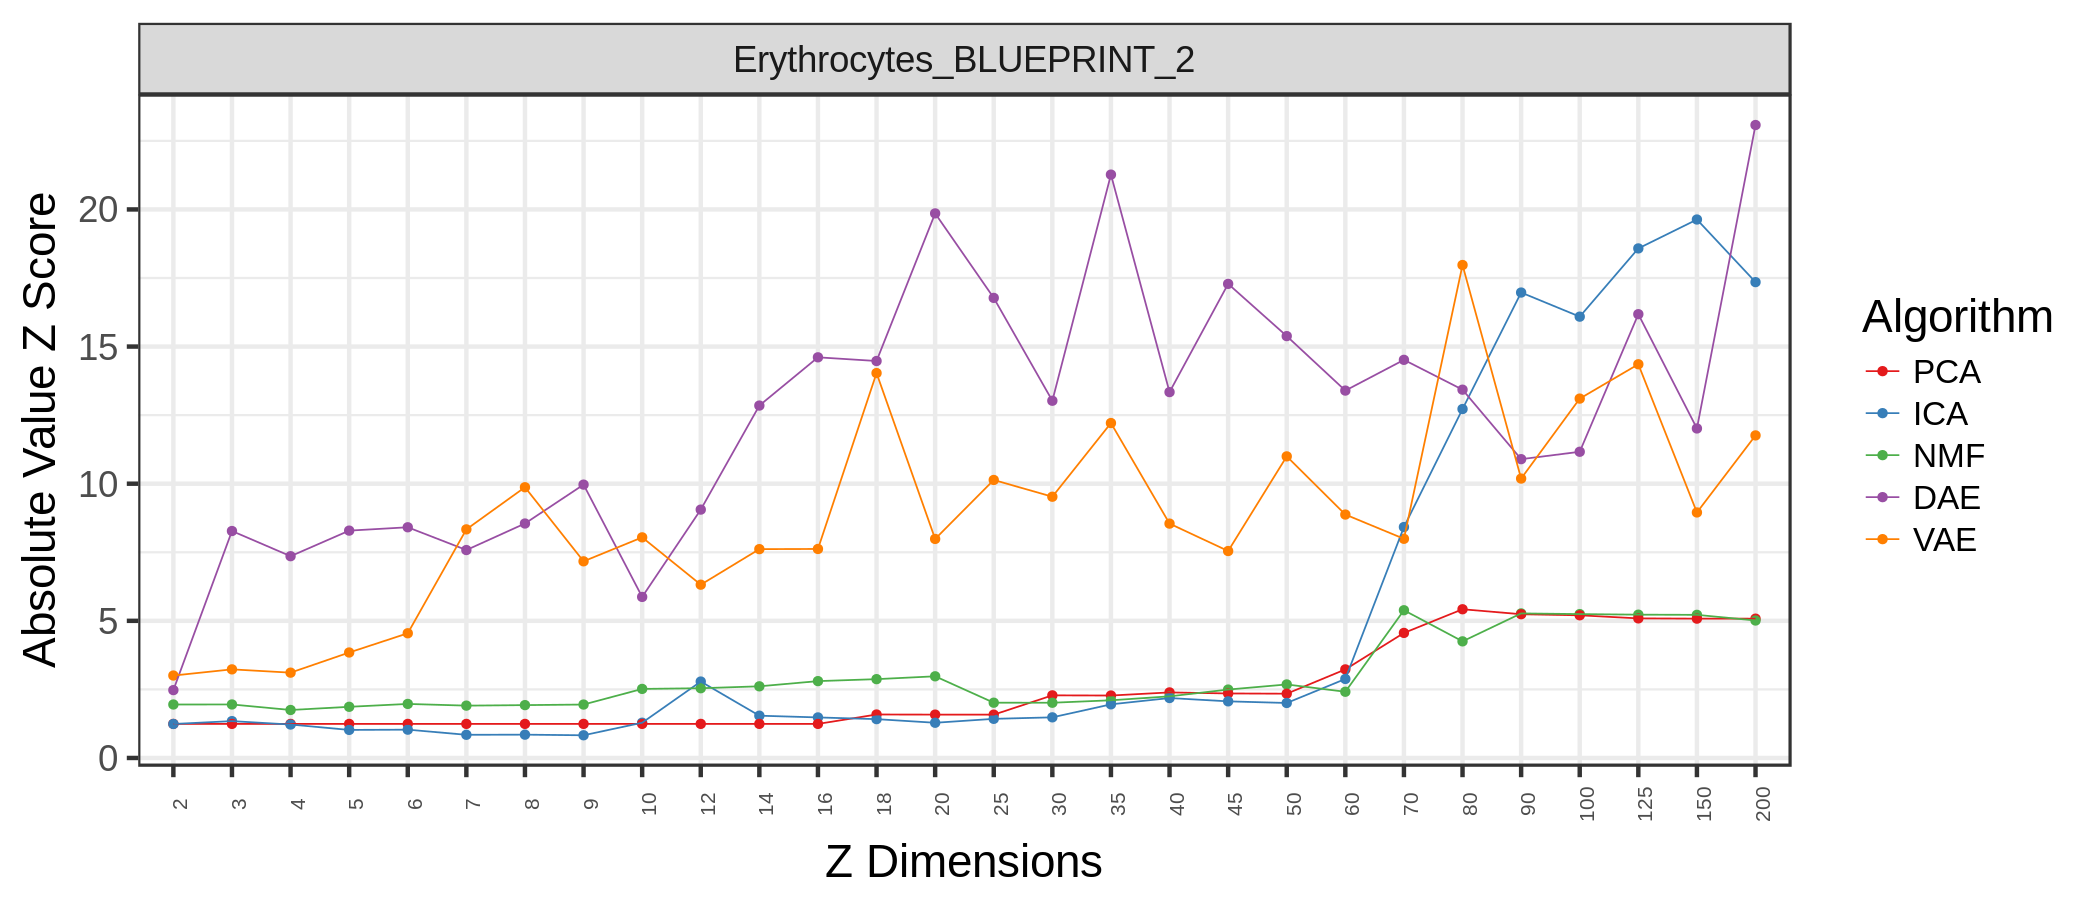 Erythrocytes_BLUEPRINT_2
Absolute Value Z Score
20
15
10
5
0
2 3 4 5 6 7 8 9 10 12 14 16 18 20 25 30 35 40 45 50 60 70 80 90 100 125 150 200
Z Dimensions
Algorithm
PCA
ICA
NMF
DAE
VAE